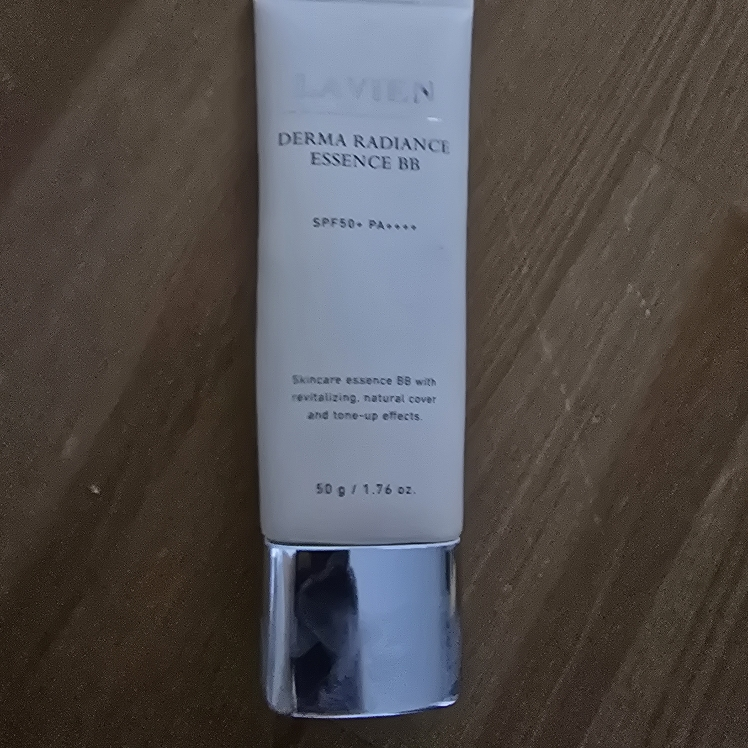 LAVIEN
DERMA RADIANCE
ESSENCE BB
SPF50+ PA++++
Skincare essence BB with
revitalizing, natural cover
and tone-up effects.
50 g / 1.76 oz.